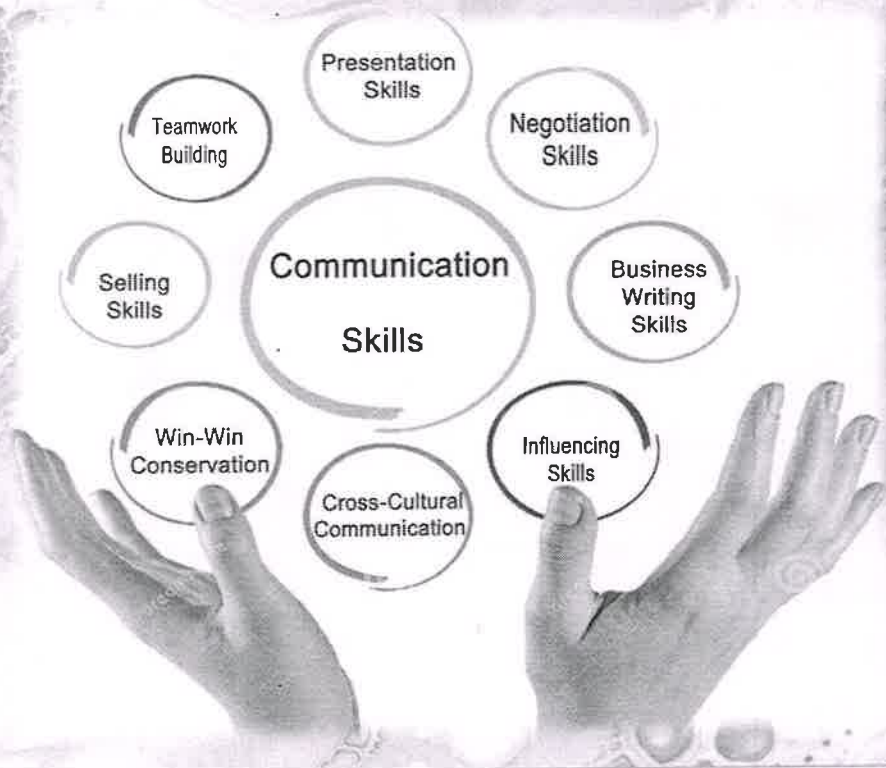 Presentation
Skills
Teamwork
Building
Negotiation
Skills
Communication
Skills
Selling
Skills
Business
Writing
Skills
Win-Win
Conservation
Influencing
Skills
Cross-Cultural
Communication